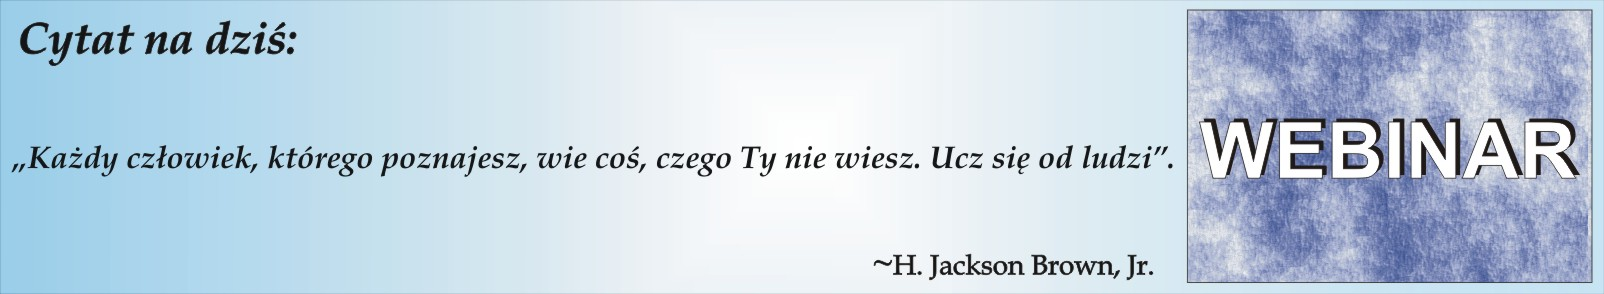 Cytat na dziś:
„Każdy człowiek, którego poznajesz, wie coś, czego Ty nie wiesz. Ucz się od ludzi”.
~H. Jackson Brown, Jr.
WEBINAR